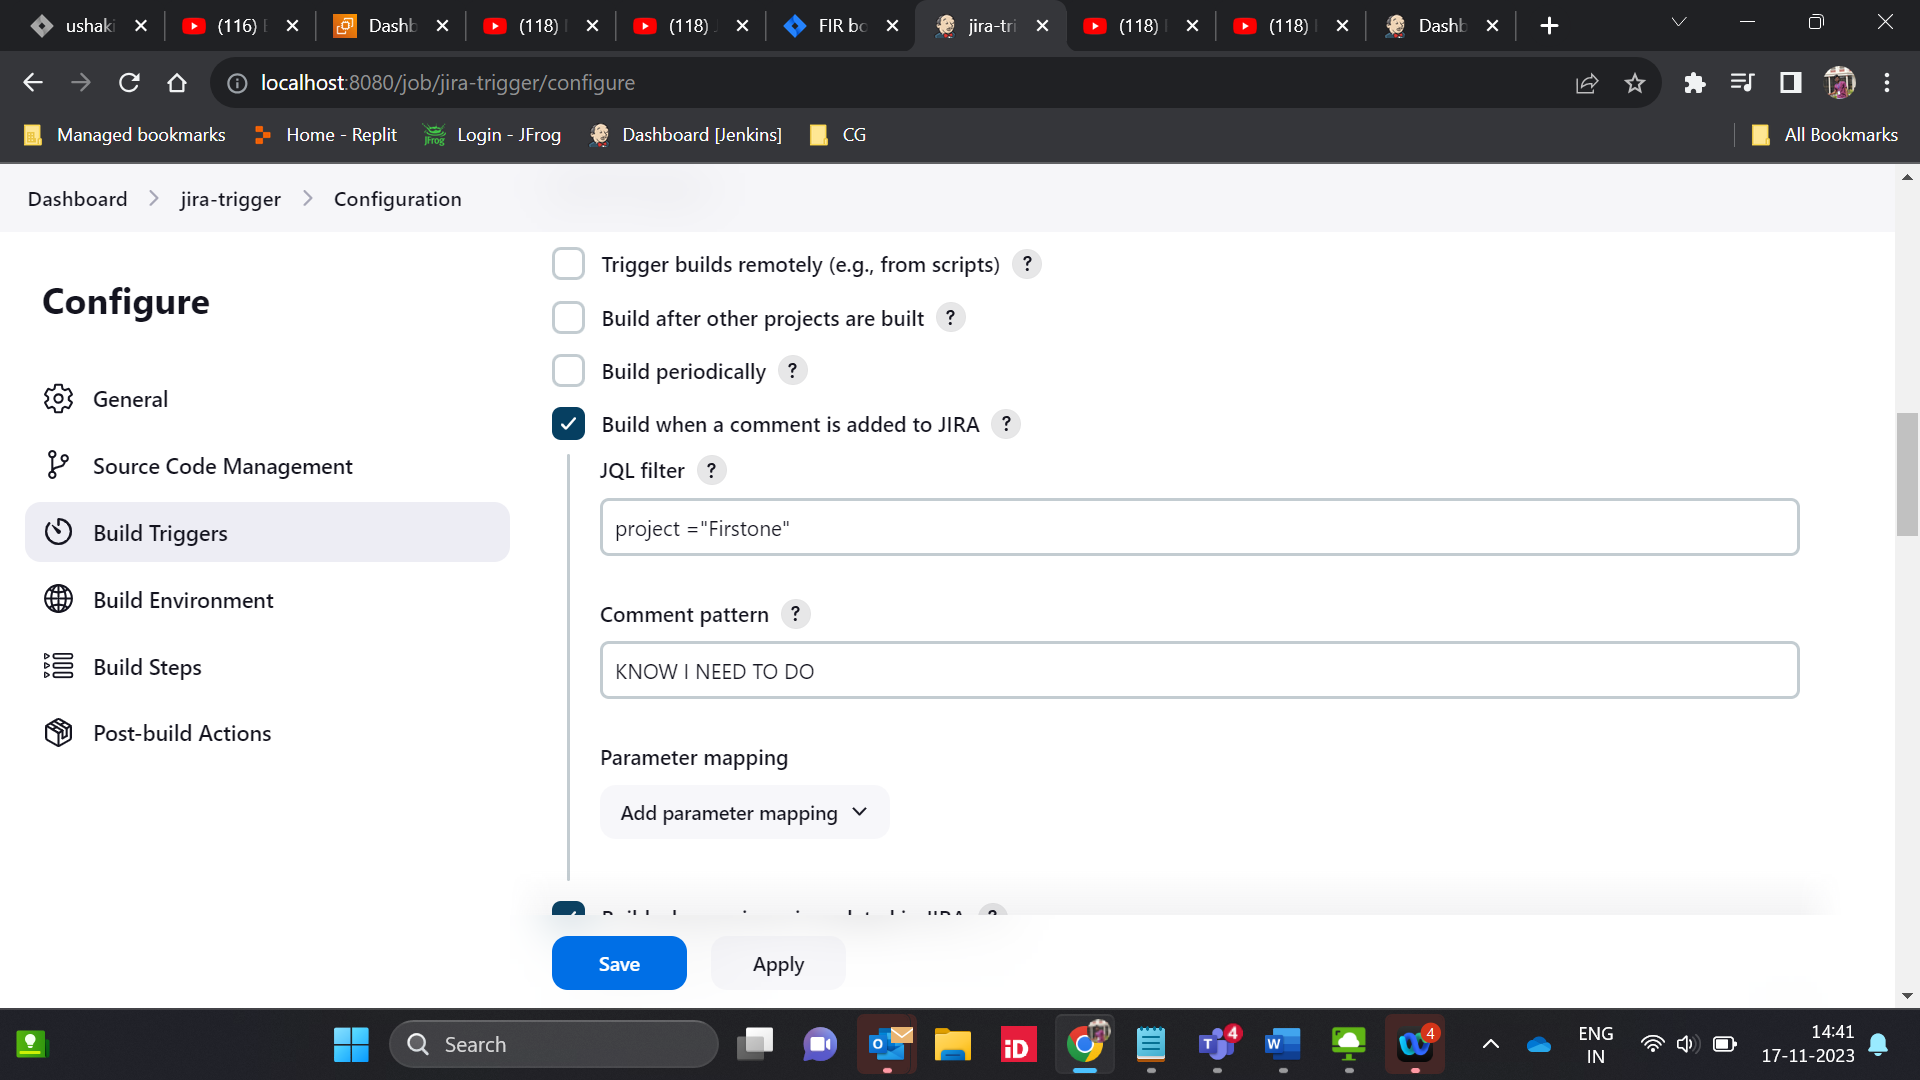 ushaki
(116)
Dashb
(118)
(118)
FIR bo
jira-tri
(118)
(118)
Dashb
localhost:8080/job/jira-trigger/configure
Managed bookmarks
Home - Replit
Login - JFrog
Dashboard [Jenkins]
CG
All Bookmarks
Dashboard
jira-trigger
Configuration
Configure
General
Source Code Management
Build Triggers
Build Environment
Build Steps
Post-build Actions
Trigger builds remotely (e.g., from scripts) ?
Build after other projects are built ?
Build periodically ?
Build when a comment is added to JIRA ?
JQL filter ?
project ="Firstone"
Comment pattern ?
KNOW I NEED TO DO
Parameter mapping
Add parameter mapping
Save
Apply
Search
4
4
ENG
IN
14:41
17-11-2023